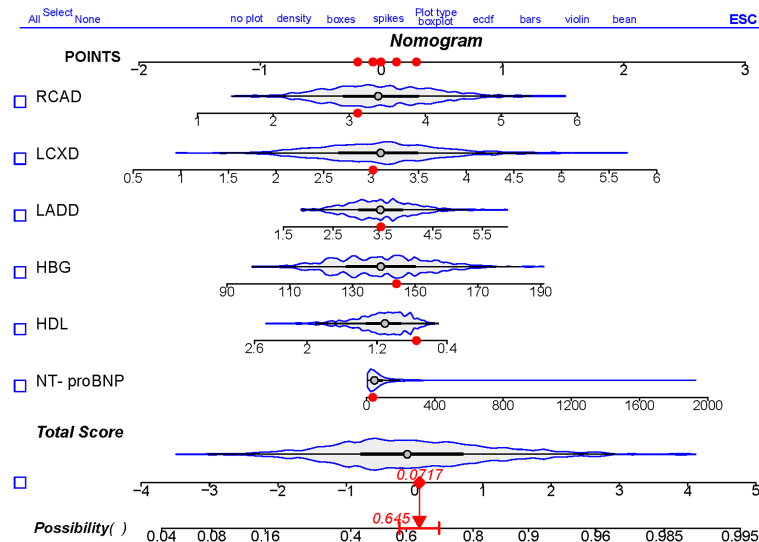 All Select None no plot density boxes spikes Plot type boxplot ecdf bars violin bean ESC
Nomogram
POINTS
−2 −1 0 1 2 3
RCAD
1 2 3 4 5 6
LCXD
0.5 1 1.5 2 2.5 3 3.5 4 4.5 5 5.5 6
LADD
1.5 2.5 3.5 4.5 5.5
HBG
90 110 130 150 170 190
HDL
2.6 2 1.2 0.4
NT- proBNP
0 400 800 1200 1600 2000
Total Score
0.0717
−4 −3 −2 −1 0 1 2 3 4 5
0.645
Possibility( )
0.04 0.08 0.16 0.4 0.6 0.8 0.9 0.96 0.985 0.995